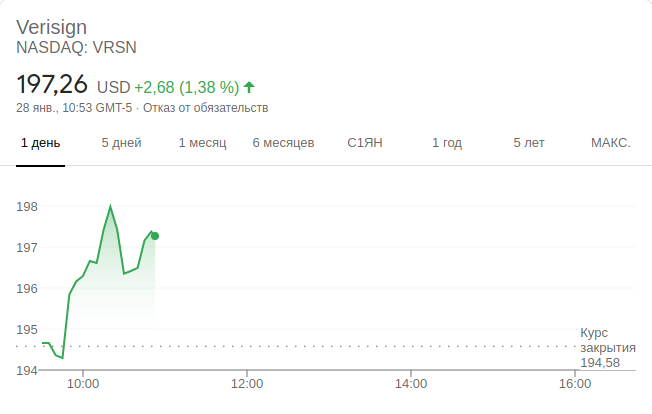 Verisign
NASDAQ: VRSN
197,26 USD +2,68 (1,38 %)
28 янв., 10:53 GMT-5 · Отказ от обязательств
1 день 5 дней 1 месяц 6 месяцев С1ЯН 1 год 5 лет МАКС.
198
197
196
195
Курс
закрытия
194,58
194
10:00 12:00 14:00 16:00